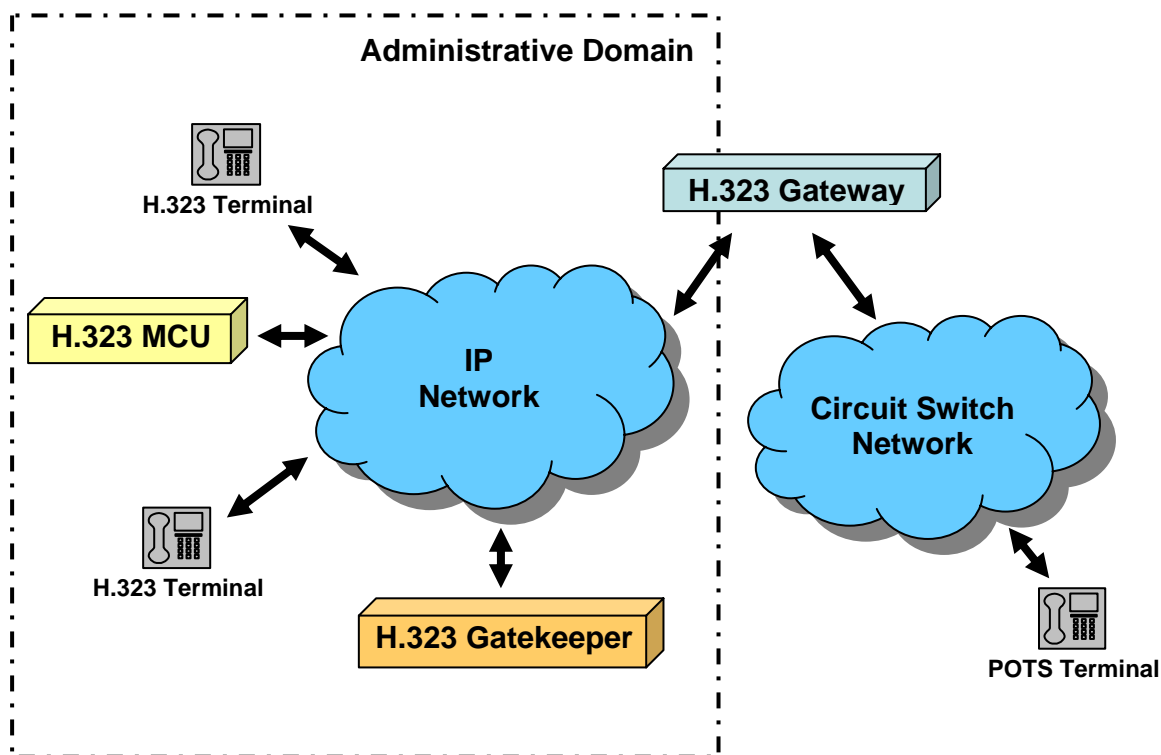 Administrative Domain
H.323 Terminal
H.323 Gateway
H.323 MCU
IP
Network
Circuit Switch
Network
H.323 Terminal
H.323 Gatekeeper
POTS Terminal